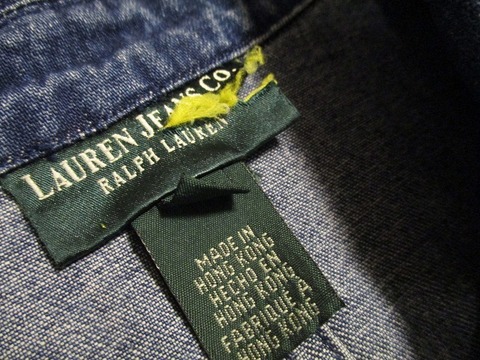 LAUREN JEANS CO.
RALPH LAUREN
MADE IN
HONG KONG
HECHO EN
HONG KONG
FABRIQUE A
HONG KONG